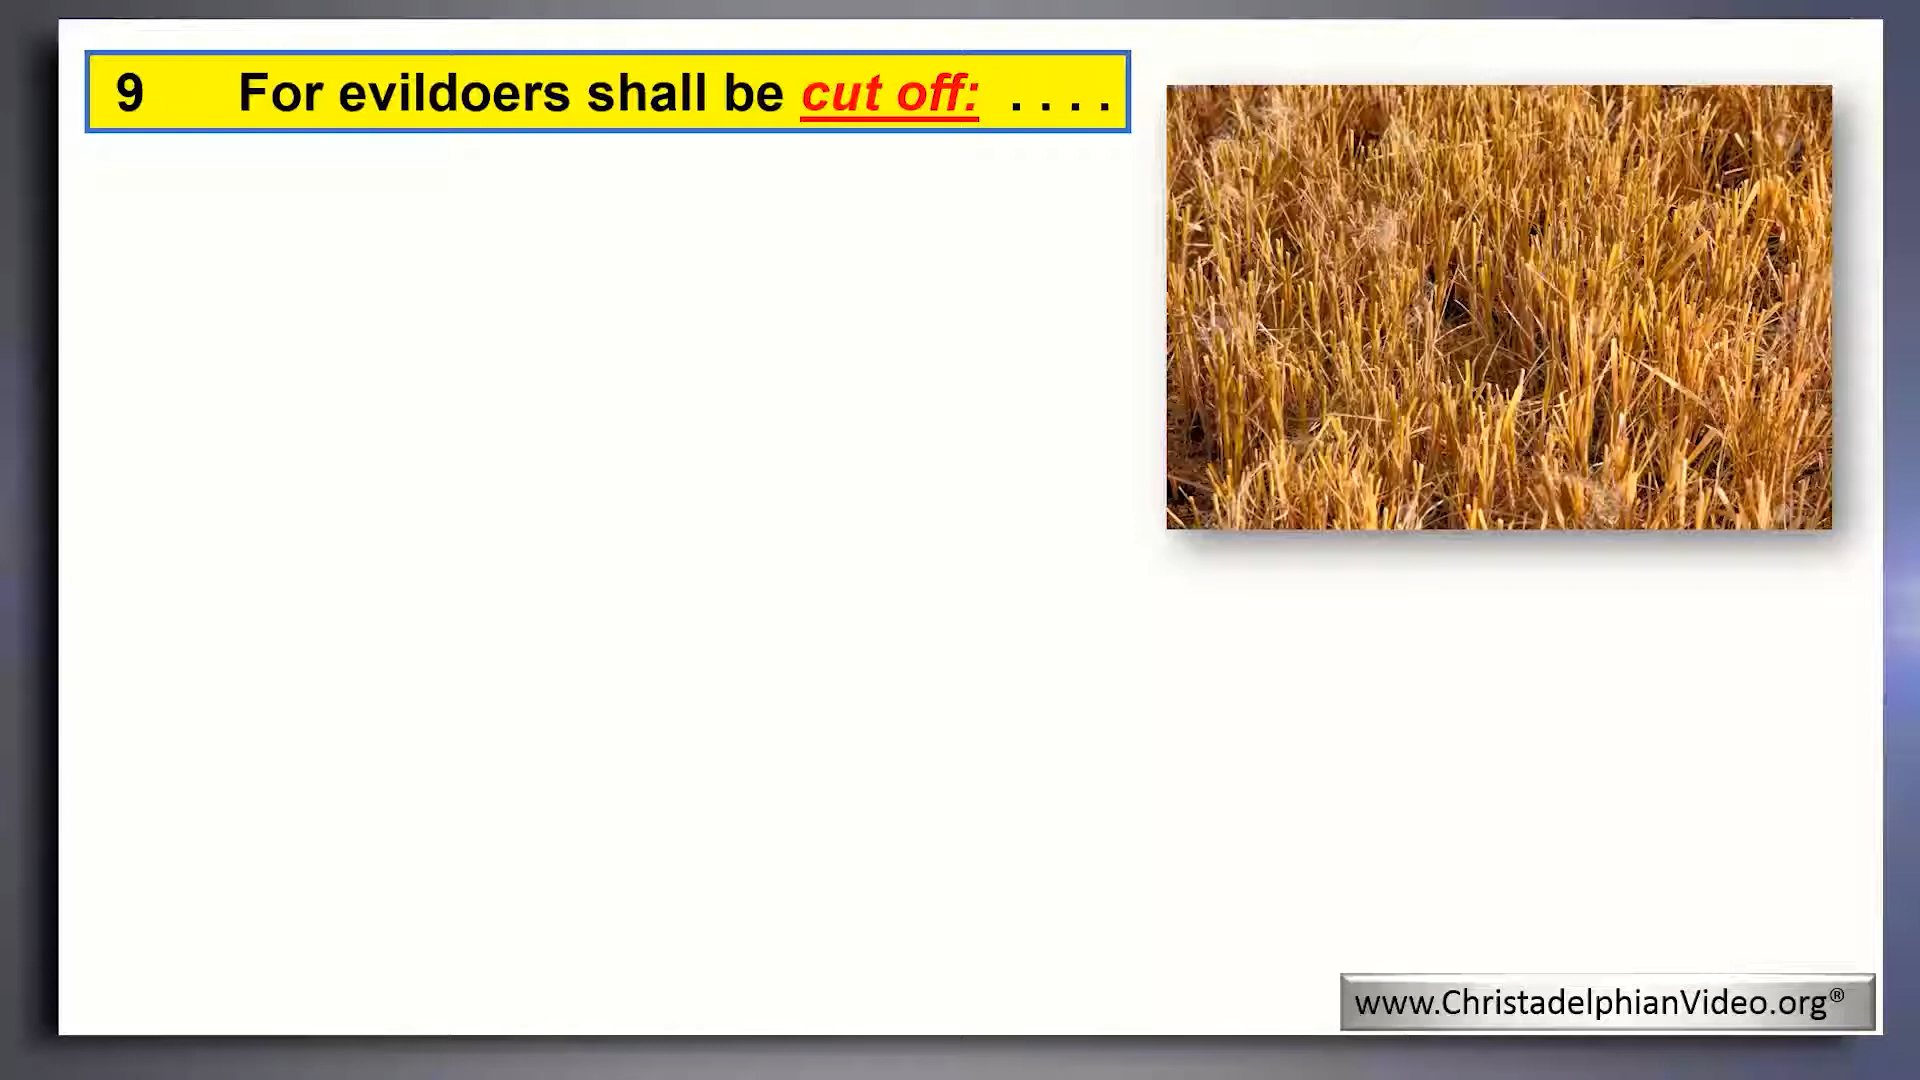 9 For evildoers shall be cut off: . . . .
www.ChristadelphianVideo.org®